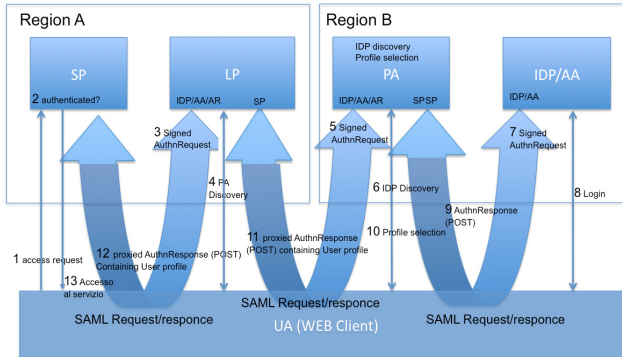 Region A
Region B
SP
LP
IDP discovery
Profile selection
PA
IDP/AA
2 authenticated?
IDP/AA/AR
SP
IDP/AA/AR
SPSP
IDP/AA
3 Signed
AuthnRequest
5 Signed
AuthnRequest
7 Signed
AuthnRequest
4 PA
Discovery
6 IDP Discovery
8 Login
9 AuthnResponse
(POST)
10 Profile selection
11 proxied AuthnResponse
(POST) containing User profile
12 proxied AuthnResponse (POST)
Containing User profile
1 access request
13 Accesso
al servizio
SAML Request/responce
SAML Request/responce
SAML Request/responce
UA (WEB Client)